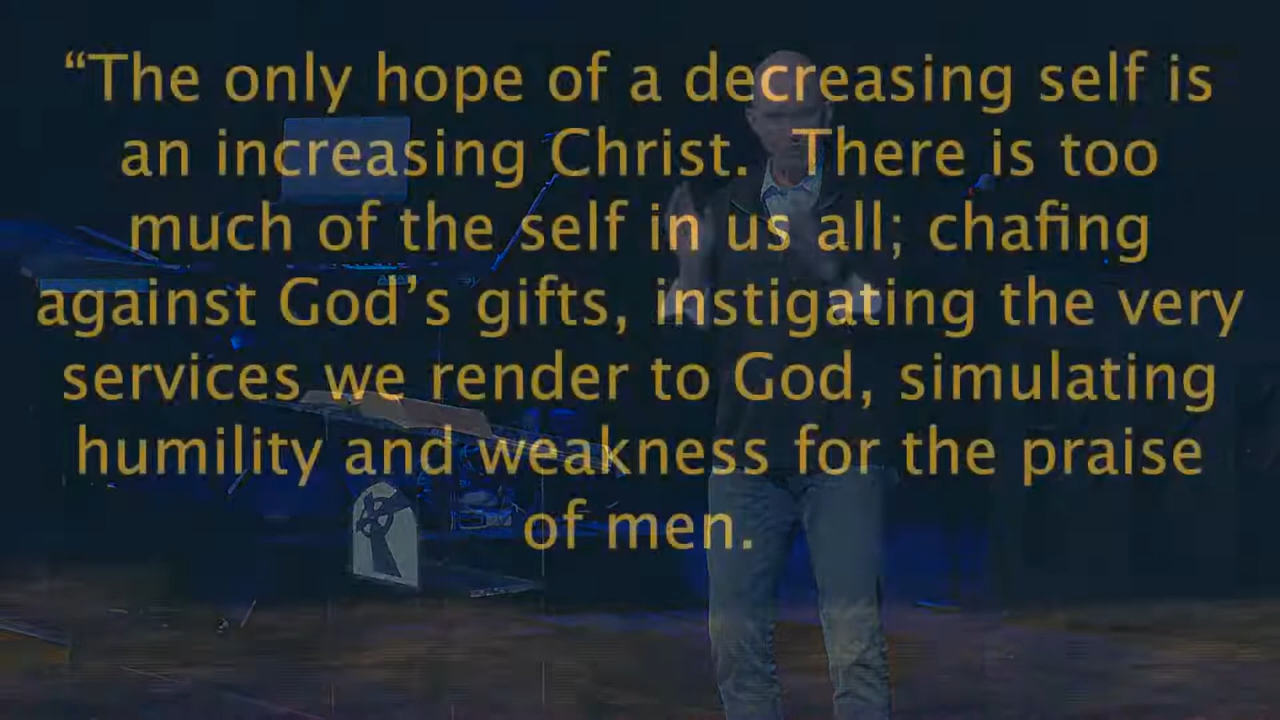 “The only hope of a decreasing self is
an increasing Christ.  There is too
much of the self in us all; chafing
against God’s gifts, instigating the very
services we render to God, simulating
humility and weakness for the praise
of men.